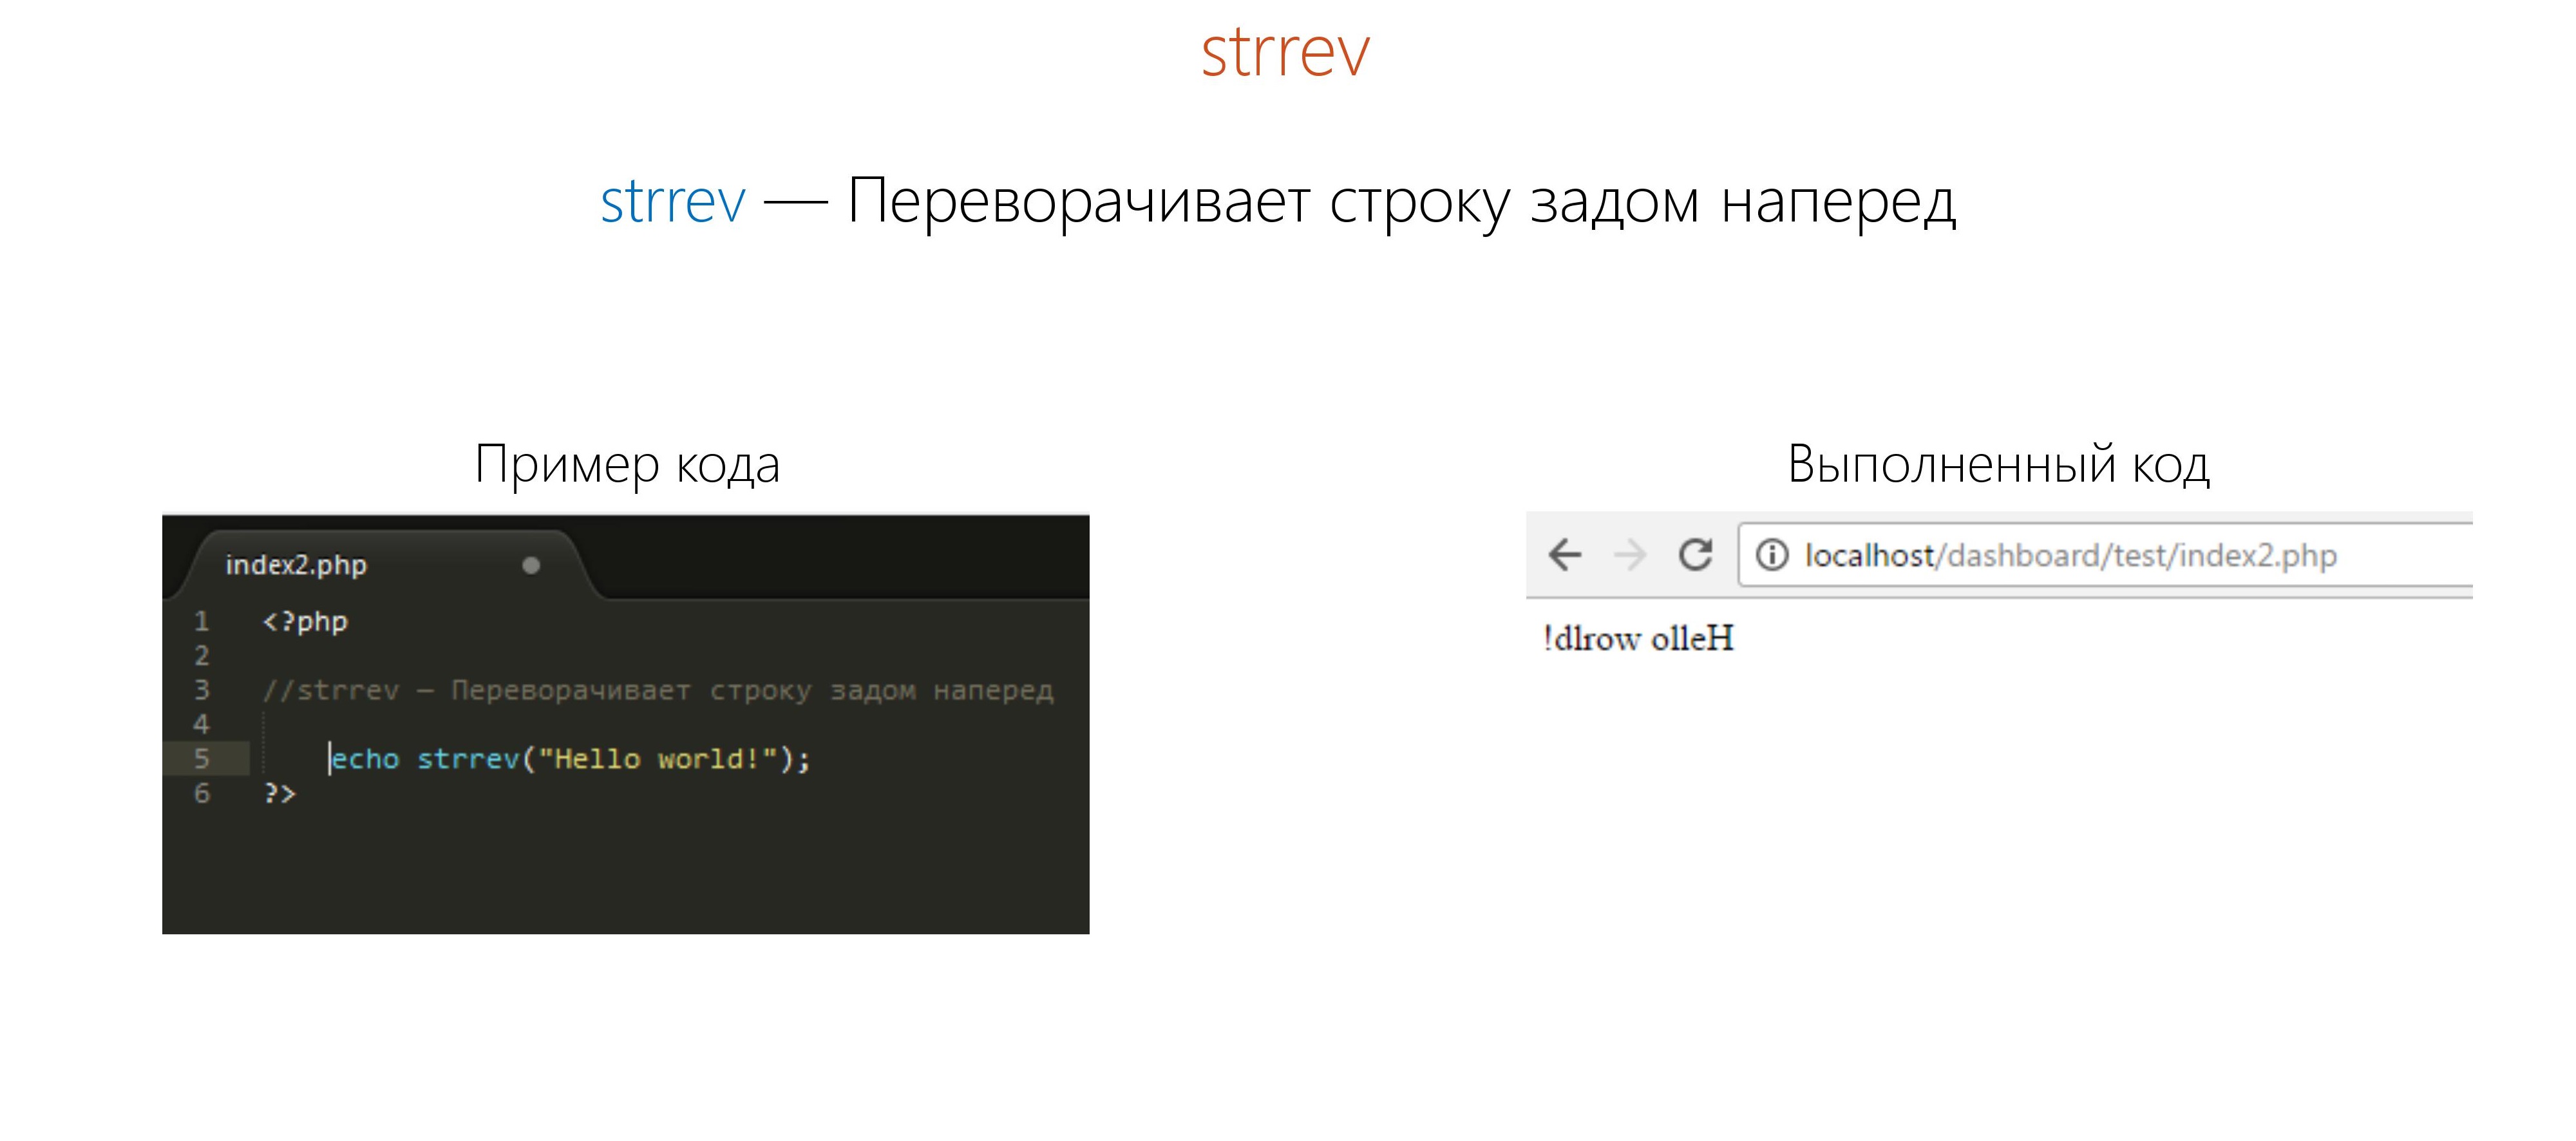 strrev
strrev — Переворачивает строку задом наперед
Пример кода
index2.php
1 <?php
2
3 //strrev — Переворачивает строку задом наперед
4
5 echo strrev("Hello world!");
6 ?>
Выполненный код
localhost/dashboard/test/index2.php
!dlrow olleH